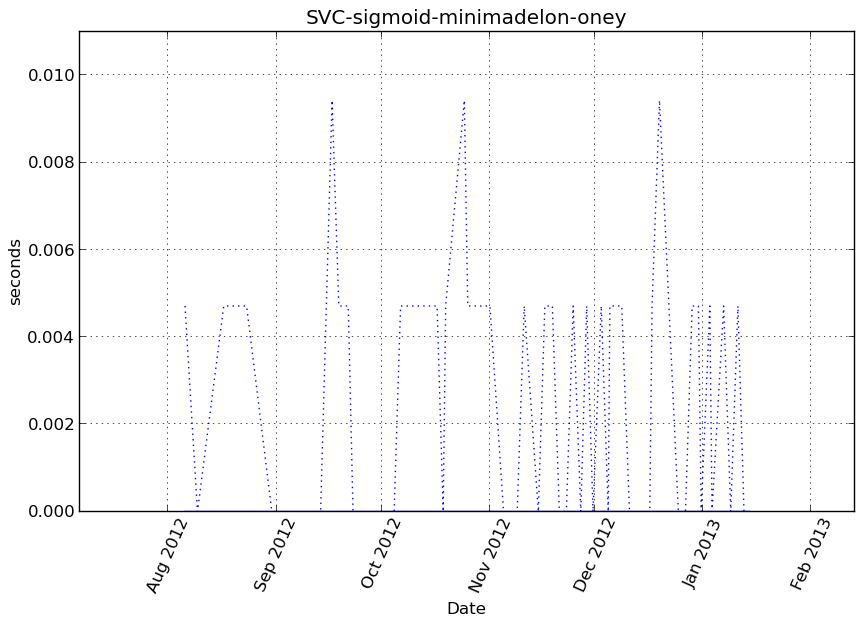 SVC-sigmoid-minimadelon-oney
0.010
0.008
0.006
0.004
0.002
0.000
seconds
Aug 2012
Sep 2012
Oct 2012
Nov 2012
Dec 2012
Jan 2013
Feb 2013
Date